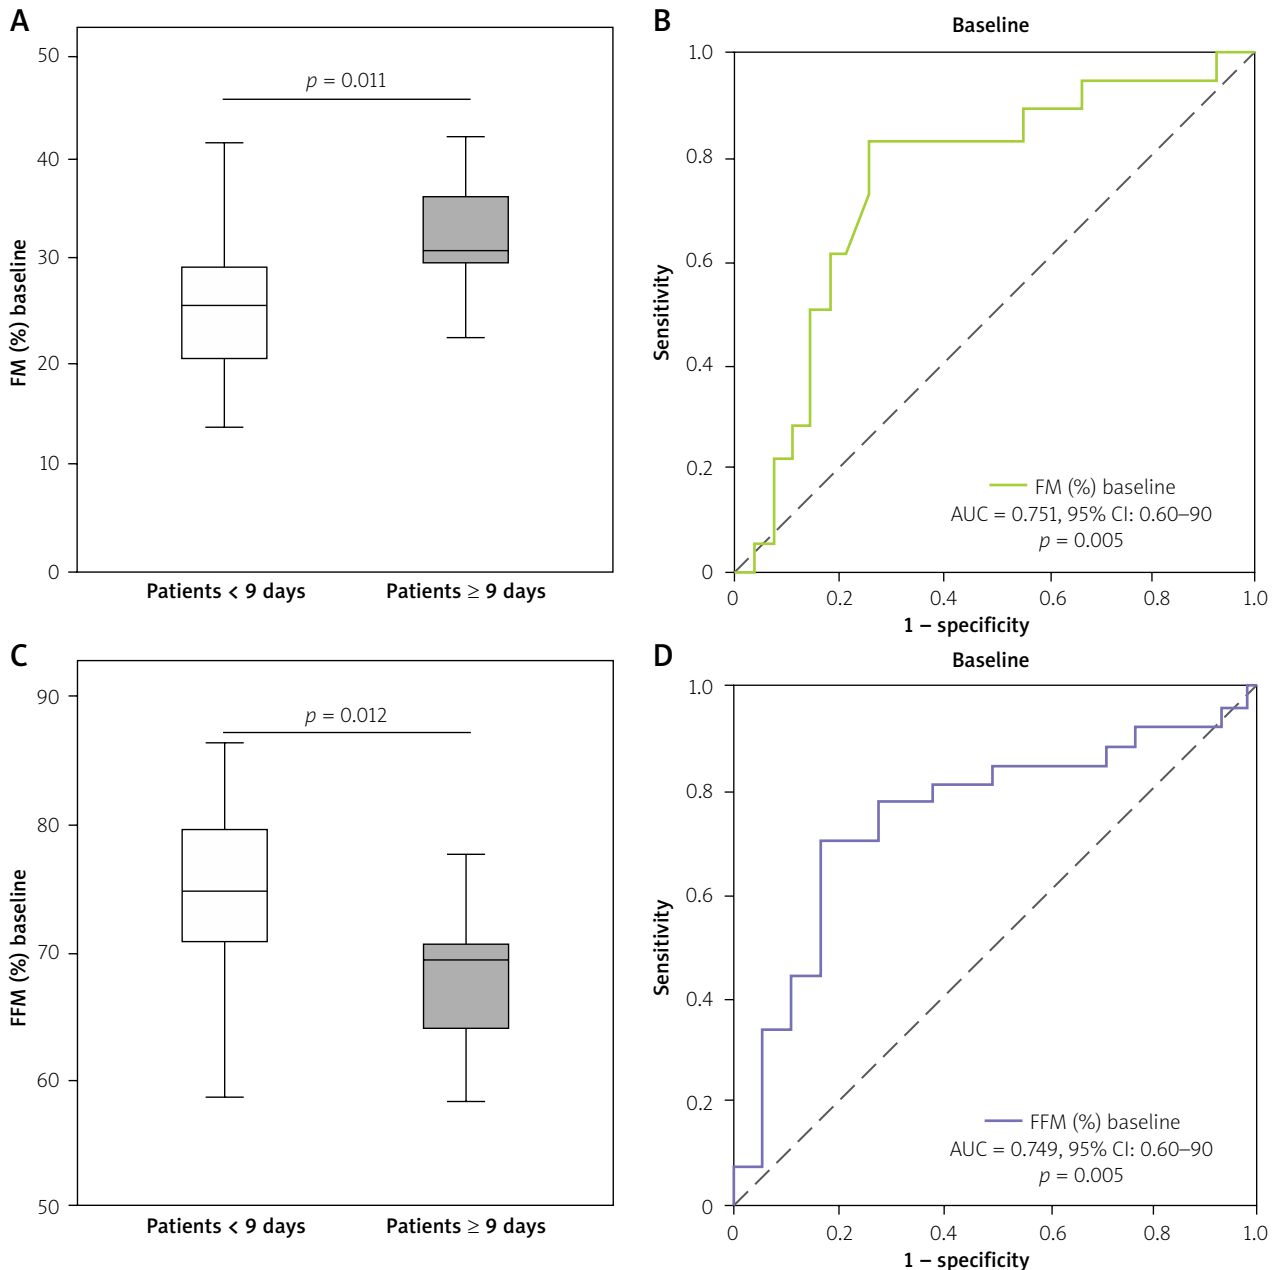 A
50
40
30
20
10
0
FM (%) baseline
p = 0.011
Patients < 9 days
Patients ≥ 9 days
B
Baseline
1.0
0.8
0.6
0.4
0.2
0
Sensitivity
FM (%) baseline
AUC = 0.751, 95% CI: 0.60–90
p = 0.005
0
0.2
0.4
0.6
0.8
1.0
1 – specificity
C
90
80
70
60
50
FFM (%) baseline
p = 0.012
Patients < 9 days
Patients ≥ 9 days
D
Baseline
1.0
0.8
0.6
0.4
0.2
0
Sensitivity
FFM (%) baseline
AUC = 0.749, 95% CI: 0.60–90
p = 0.005
0
0.2
0.4
0.6
0.8
1.0
1 – specificity